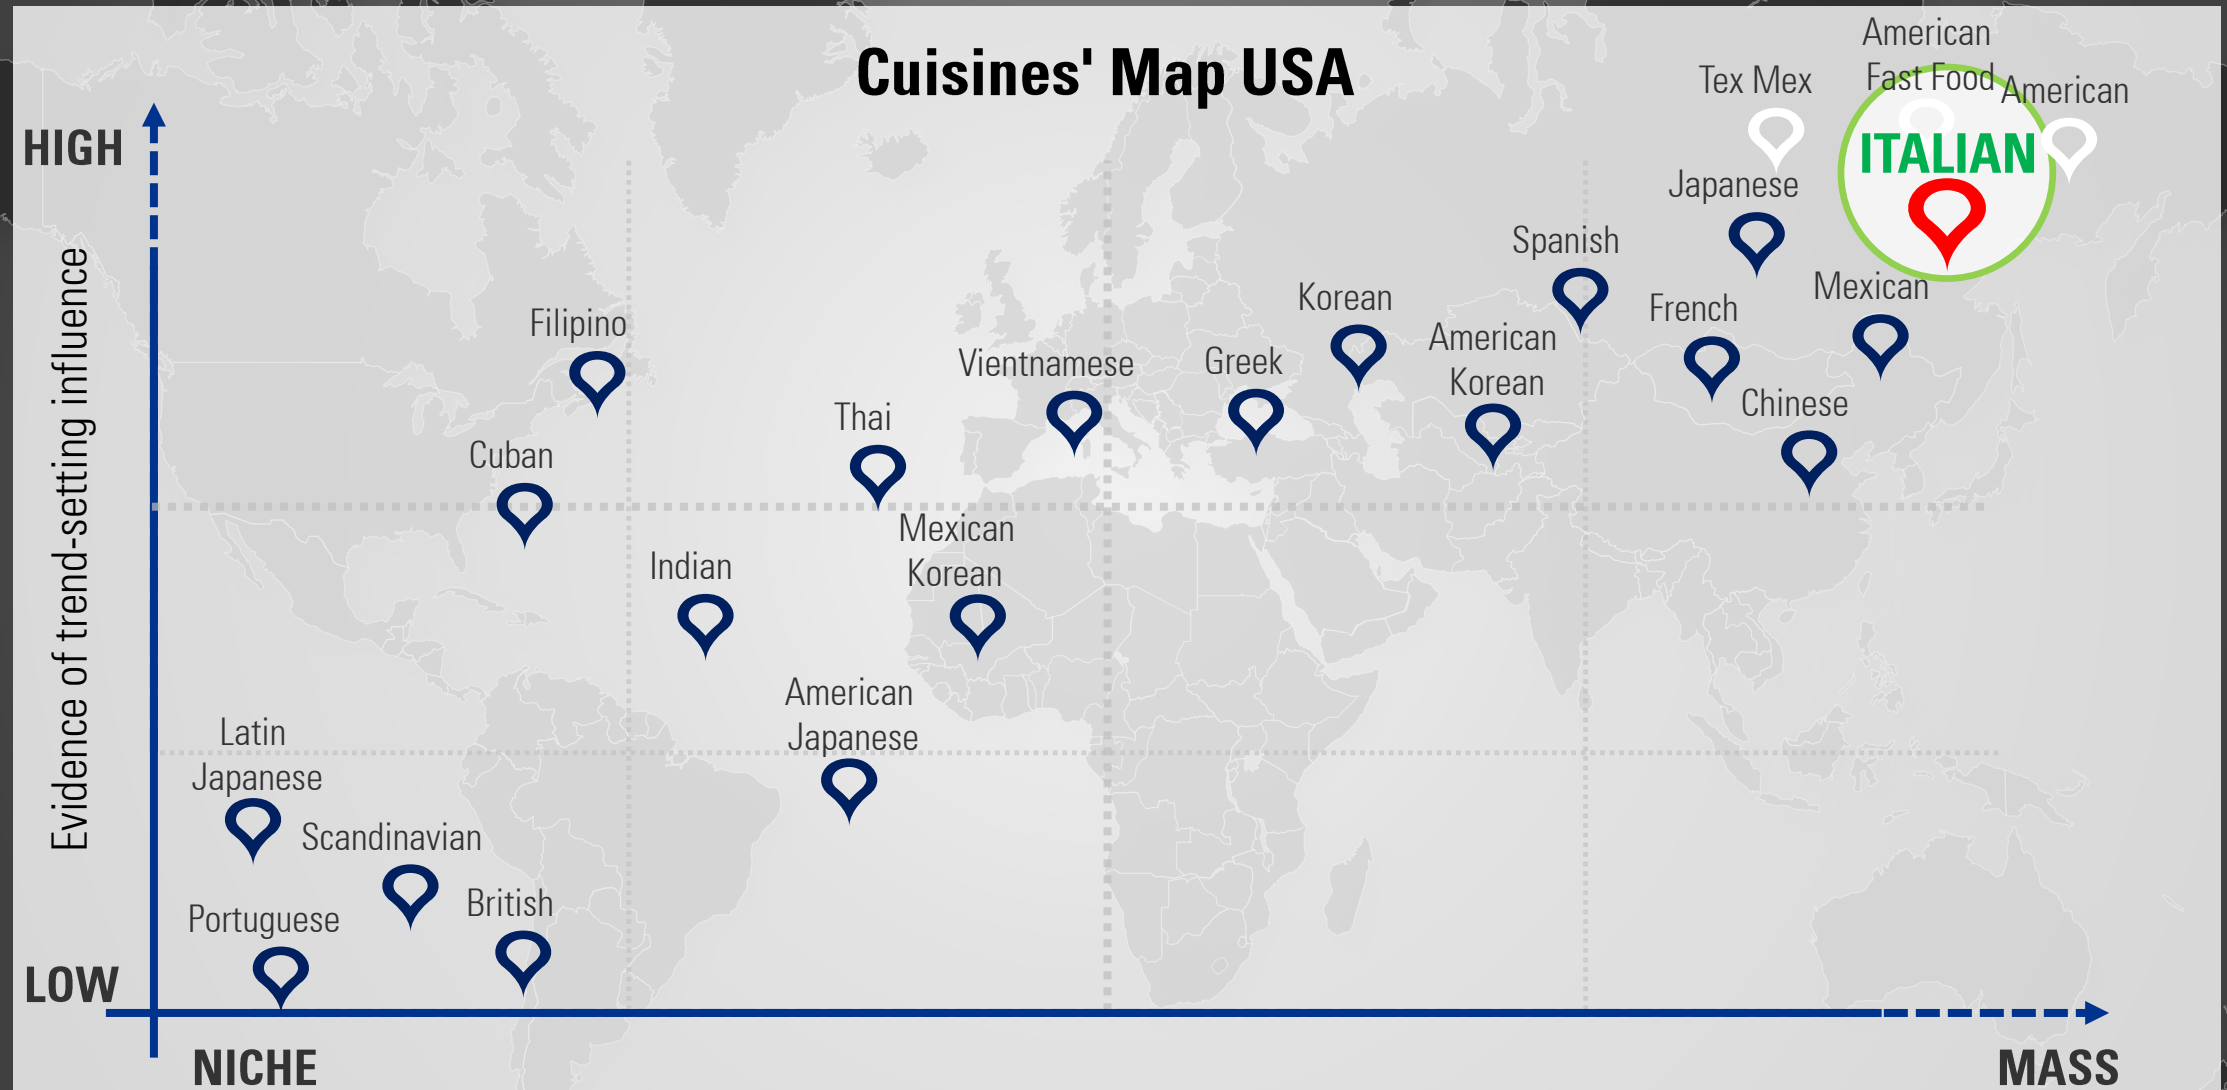 Cuisines' Map USA
HIGH
Evidence of trend-setting influence
LOW
NICHE
MASS
American
Fast Food
Tex Mex
American
ITALIAN
Japanese
Spanish
Mexican
Korean
French
Filipino
American
Korean
Vientnamese
Greek
Chinese
Thai
Cuban
Mexican
Korean
Indian
American
Japanese
Latin
Japanese
Scandinavian
British
Portuguese